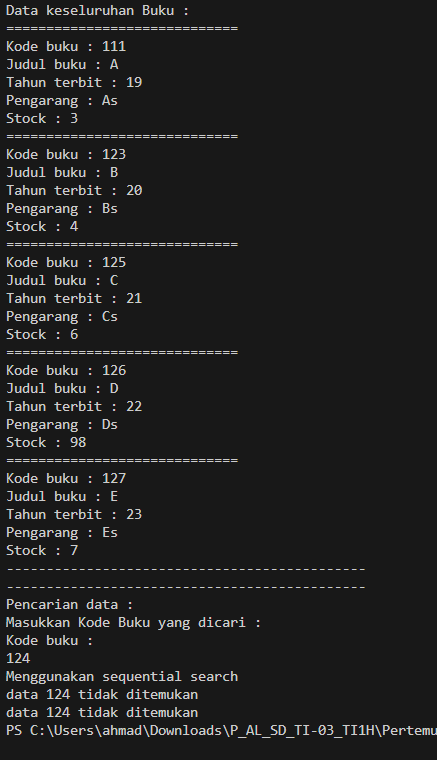 Data keseluruhan Buku :
=============================
Kode buku : 111
Judul buku : A
Tahun terbit : 19
Pengarang : As
Stock : 3
=============================
Kode buku : 123
Judul buku : B
Tahun terbit : 20
Pengarang : Bs
Stock : 4
=============================
Kode buku : 125
Judul buku : C
Tahun terbit : 21
Pengarang : Cs
Stock : 6
=============================
Kode buku : 126
Judul buku : D
Tahun terbit : 22
Pengarang : Ds
Stock : 98
=============================
Kode buku : 127
Judul buku : E
Tahun terbit : 23
Pengarang : Es
Stock : 7
---------------------------------------------
---------------------------------------------
Pencarian data :
Masukkan Kode Buku yang dicari :
Kode buku :
124
Menggunakan sequential search
data 124 tidak ditemukan
data 124 tidak ditemukan
PS C:\Users\ahmad\Downloads\P_AL_SD_TI-03_TI1H\Pertemu